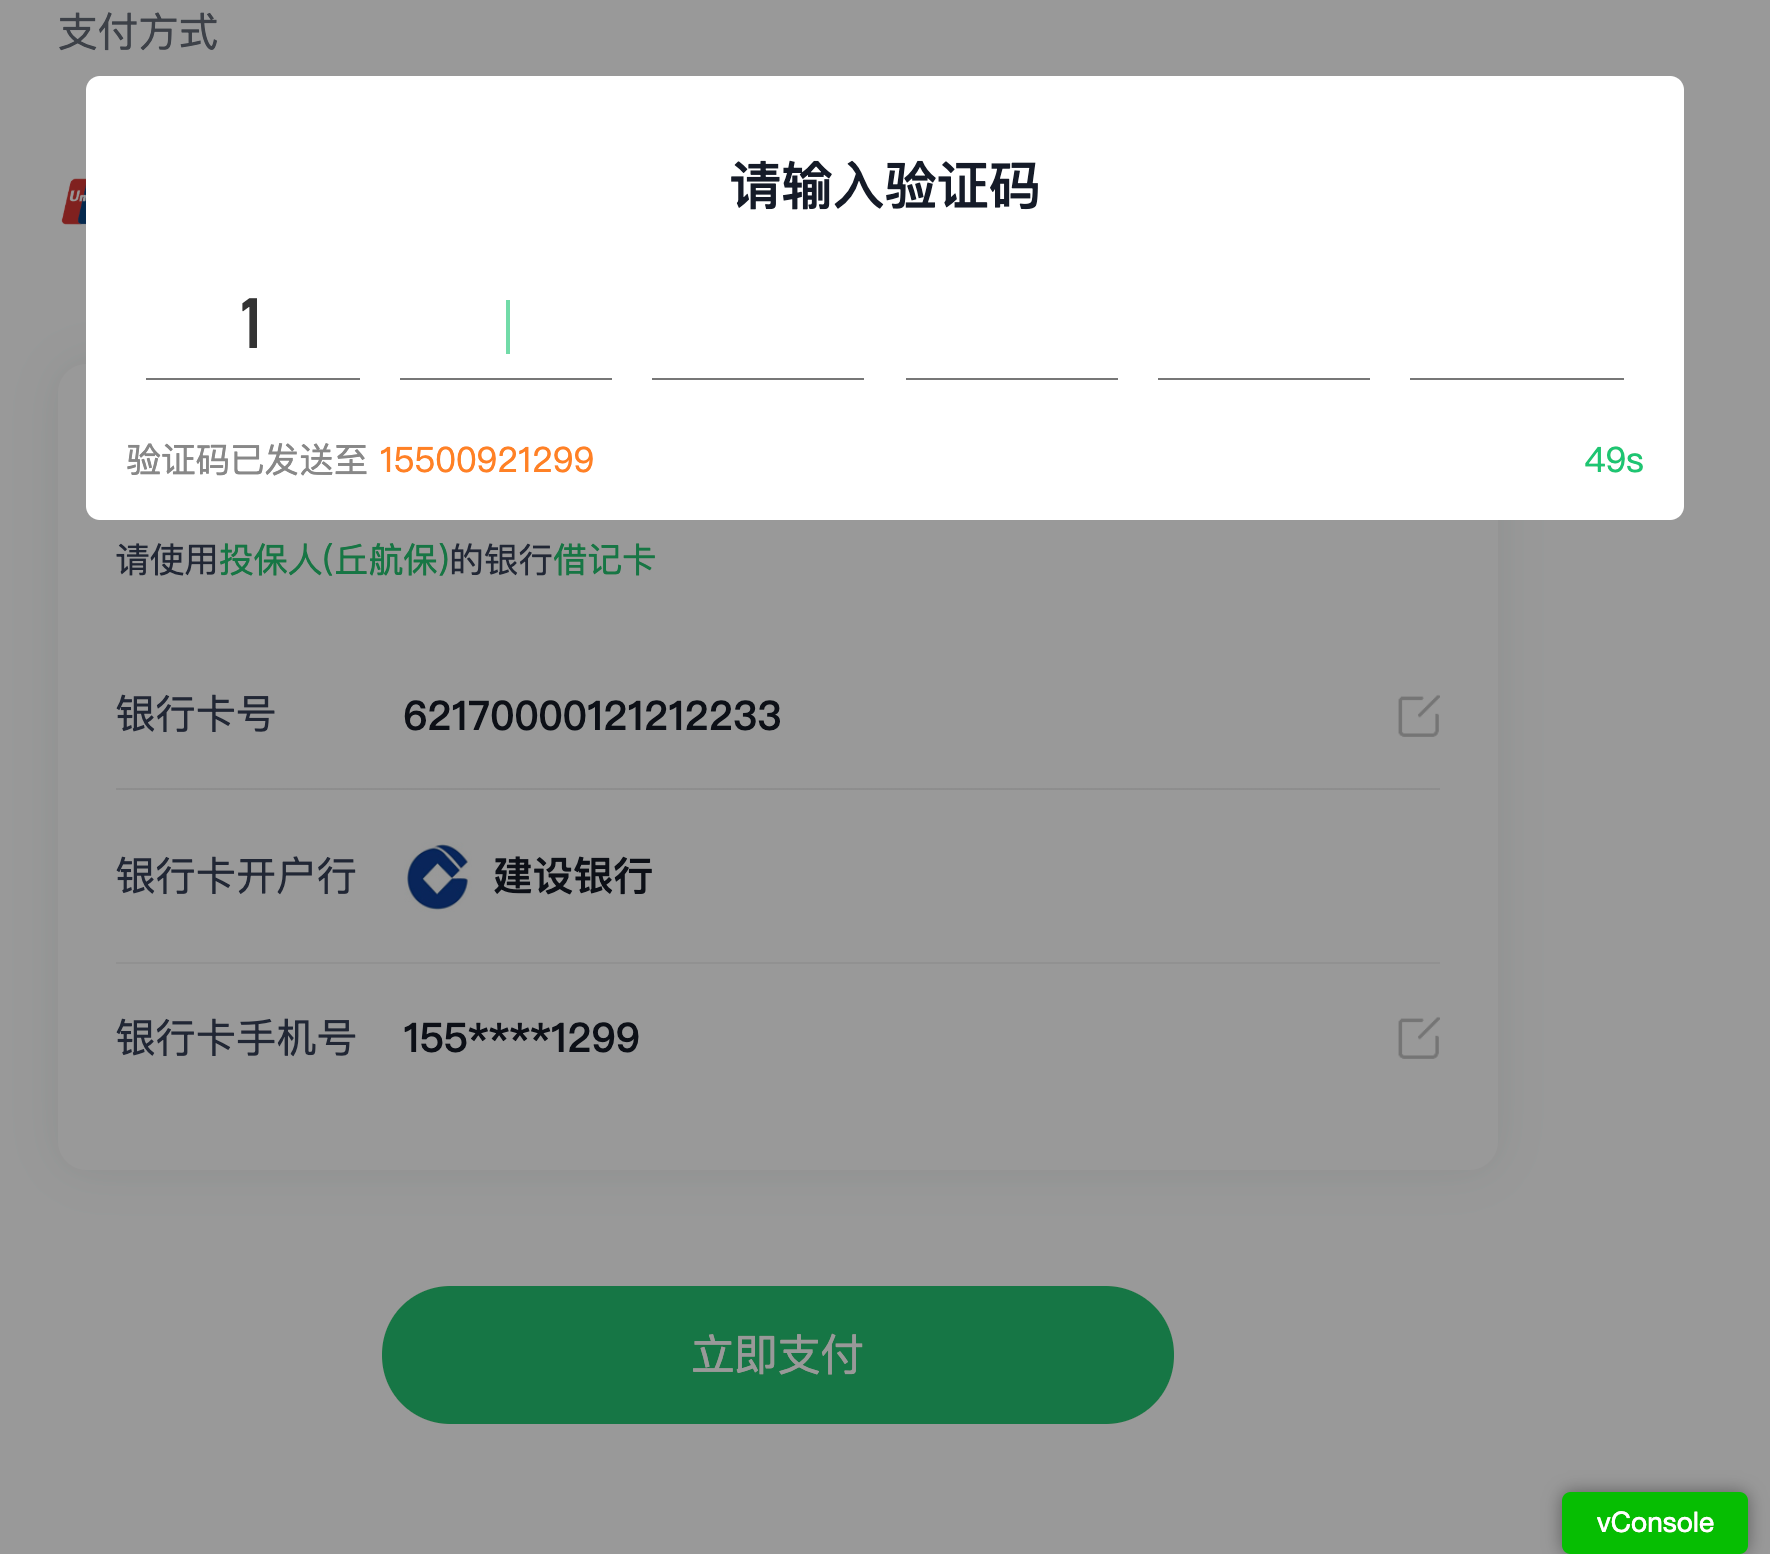 支付方式
请输入验证码
1
验证码已发送至 15500921299
49s
请使用投保人(丘航保)的银行借记卡
银行卡号 62170000121212233
银行卡开户行 建设银行
银行卡手机号 155****1299
立即支付
vConsole